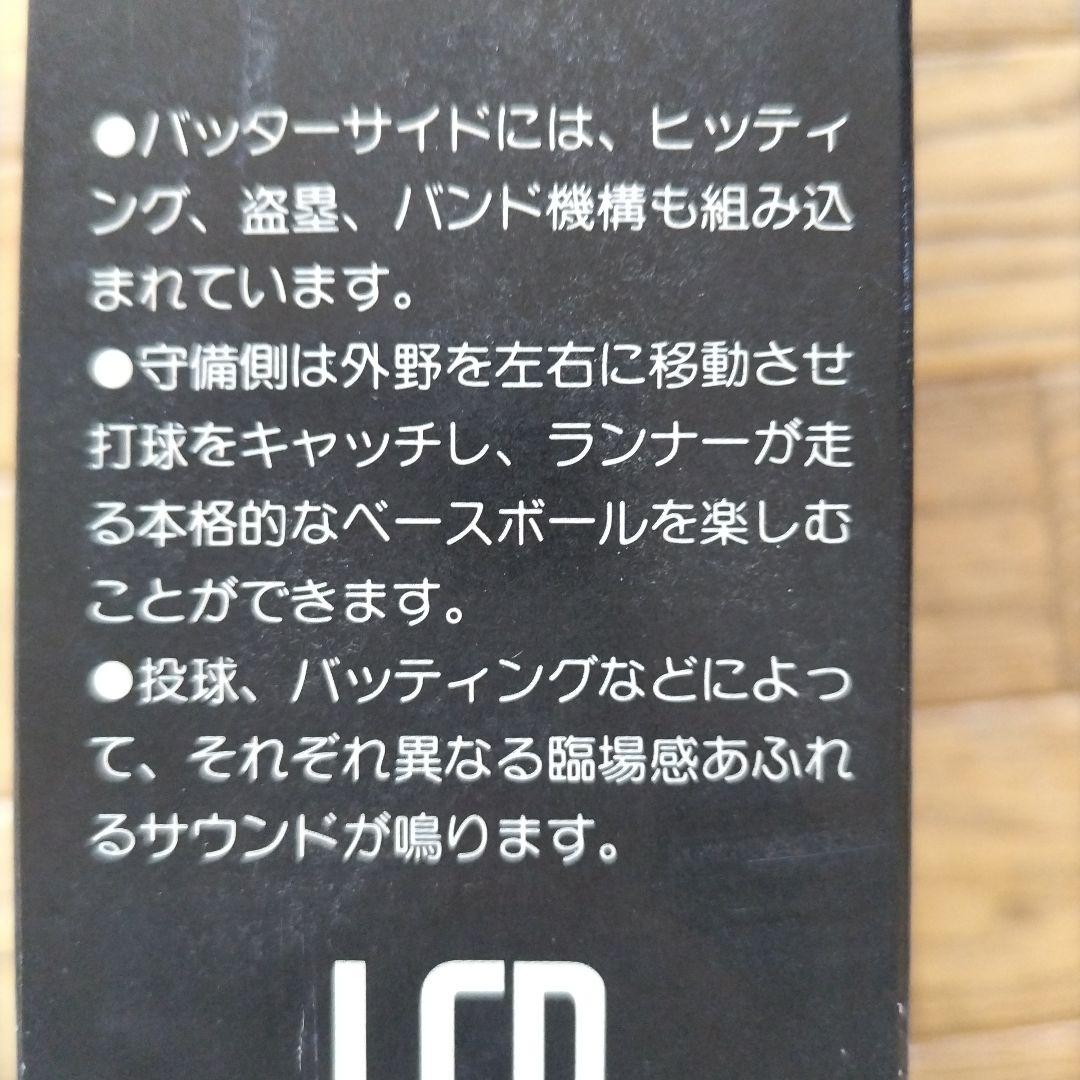 ●バッターサイドには、ヒッティ
ング、盗塁、バンド機構も組み込
まれています。
●守備側は外野を左右に移動させ
打球をキャッチし、ランナーが走
る本格的なベースボールを楽しむ
ことができます。
●投球、バッティングなどによっ
て、それぞれ異なる臨場感あふれ
るサウンドが鳴ります。
LCD